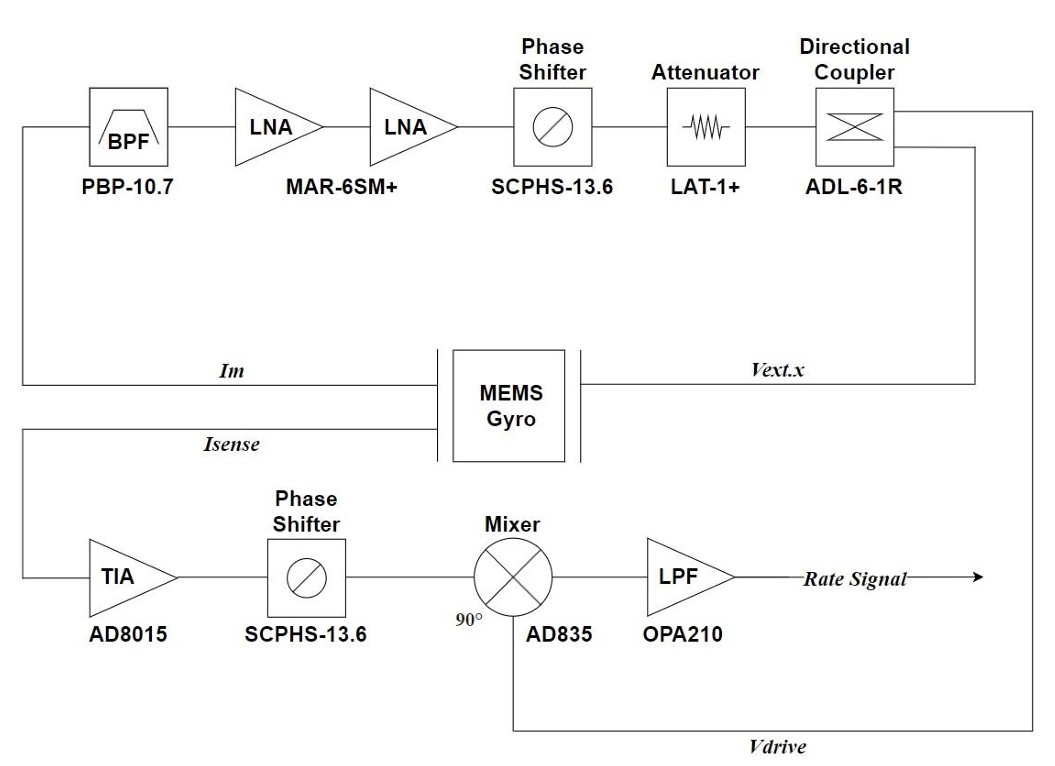 Phase
Shifter
Attenuator
Directional
Coupler
BPF
LNA
LNA
PBP-10.7
MAR-6SM+
SCPHS-13.6
LAT-1+
ADL-6-1R
Im
Vext.x
MEMS
Gyro
Isense
Phase
Shifter
Mixer
TIA
LPF
Rate Signal
90°
AD8015
SCPHS-13.6
AD835
OPA210
Vdrive